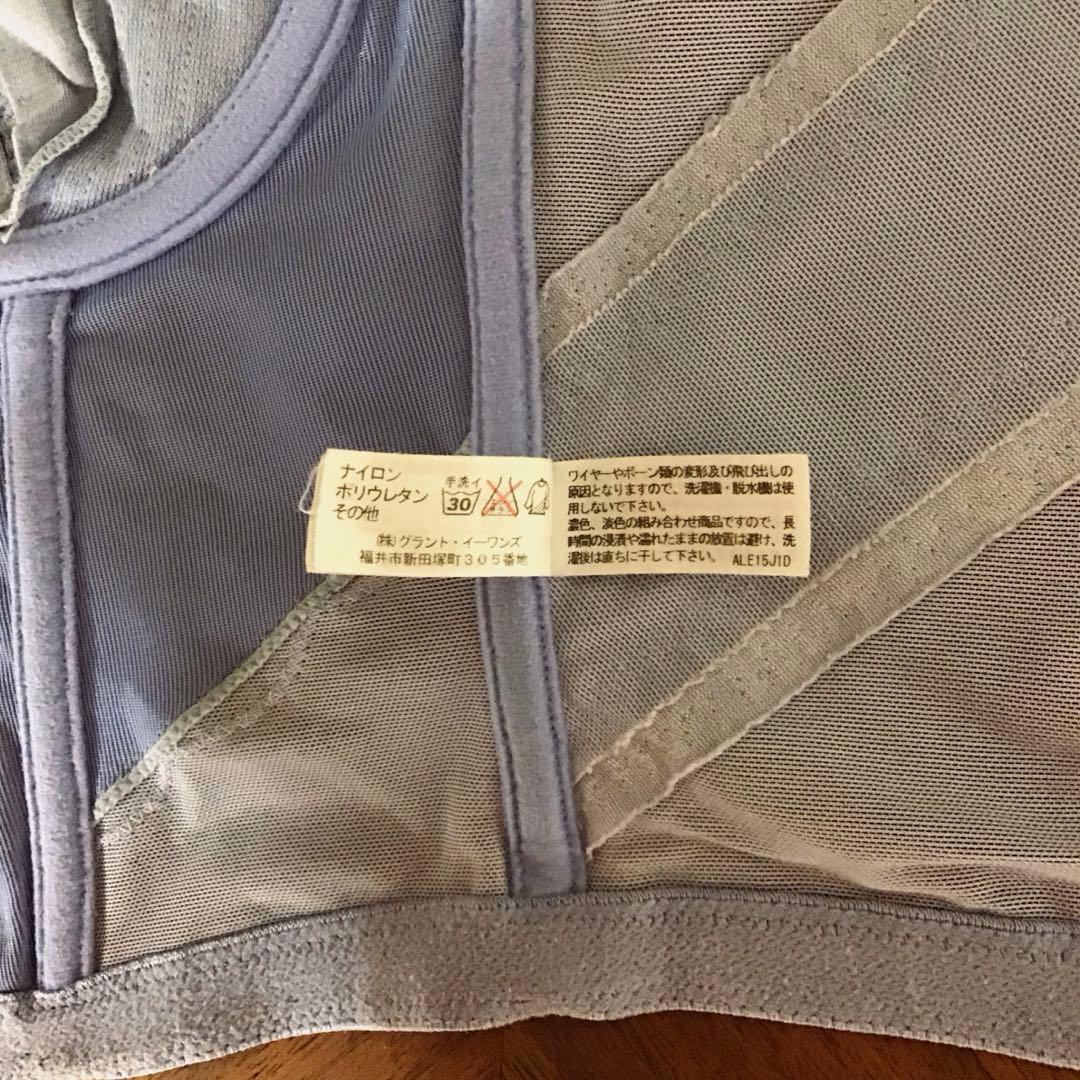 ナイロン
ポリウレタン
その他
手洗イ
30
(株)グラント・イーワンズ
福井市新田塚町305番地
ワイヤーやボーン類の変形及び飛び出しの
原因となりますので、洗濯機・脱水機は使
用しないで下さい。
濃色、淡色の組み合わせ商品ですので、長
時間の浸漬や濡れたままの放置は避け、洗
濯後は直ちに干して下さい。 ALE15J1D